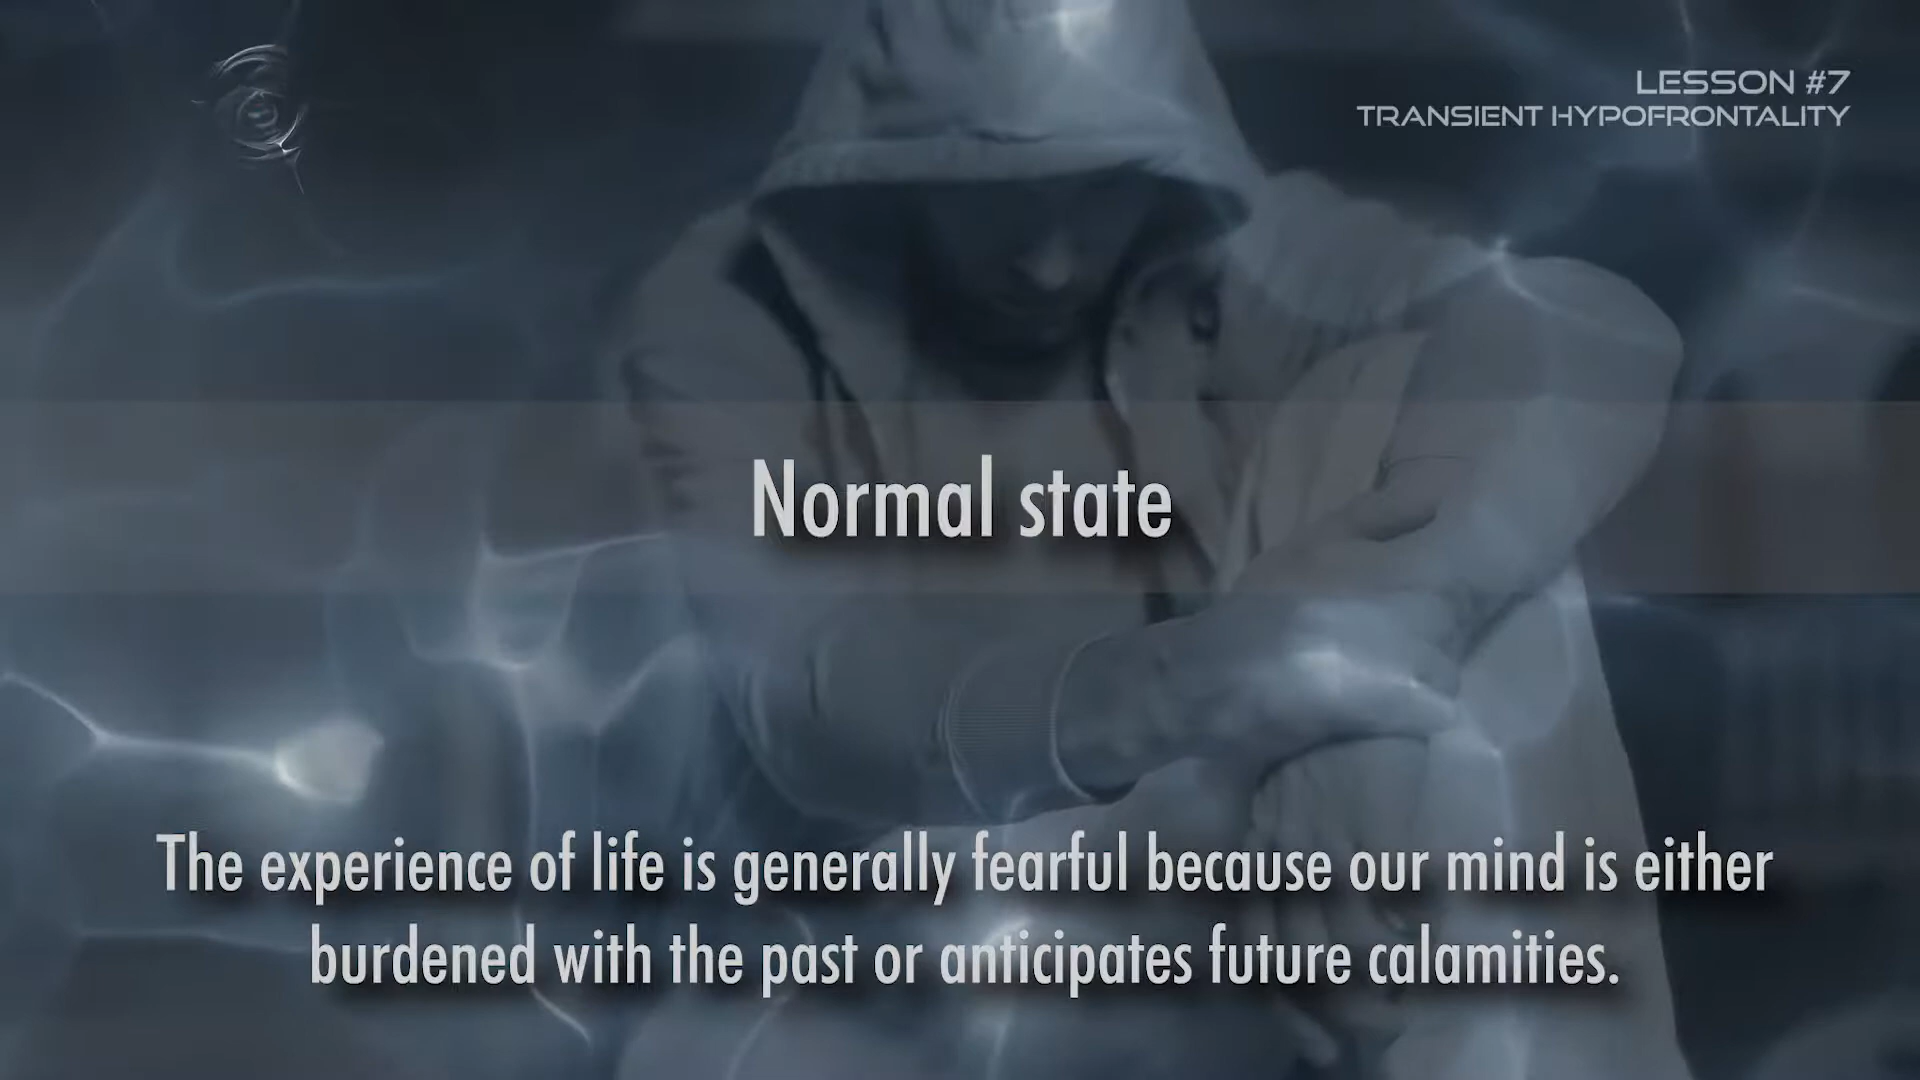 LESSON #7
TRANSIENT HYPOFRONTALITY
Normal state
The experience of life is generally fearful because our mind is either
burdened with the past or anticipates future calamities.